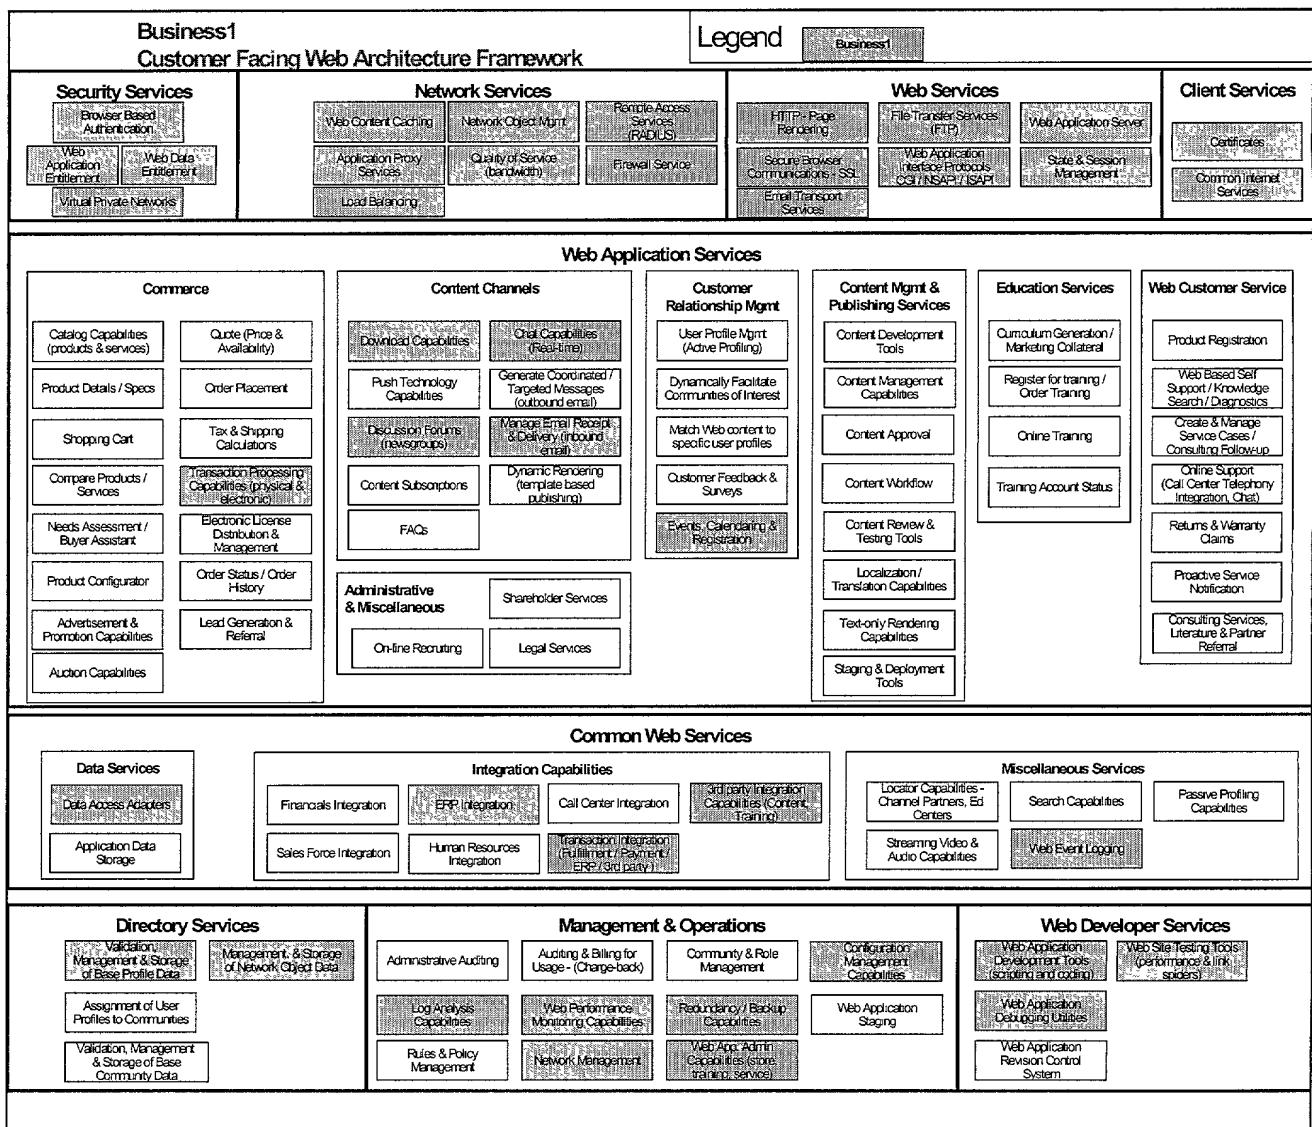 Business1
Customer Facing Web Architecture Framework
Legend
Business1
Security Services
Browser Based
Authentication
Web
Application
Entitlement
Web Data
Entitlement
Virtual Private Networks
Network Services
Web Content Caching
Network Object Mgmt
Remote Access
Services
(RADIUS)
Application Proxy
Services
Quality of Service
(bandwidth)
Firewall Service
Load Balancing
Web Services
HTTP - Page
Rendering
File Transfer Services
(FTP)
Web Application Server
Secure Browser
Communications - SSL
Web Application
Interface Protocols
CGI / NSAPI / ISAPI
State & Session
Management
Email Transport
Services
Client Services
Certificates
Common Internet
Services
Web Application Services
Commerce
Catalog Capabilities
(products & services)
Quote (Price &
Availability)
Product Details / Specs
Order Placement
Shopping Cart
Tax & Shipping
Calculations
Compare Products /
Services
Transaction Processing
Capabilities (physical &
electronic)
Needs Assessment /
Buyer Assistant
Electronic License
Distribution &
Management
Product Configurator
Order Status / Order
History
Advertisement &
Promotion Capabilities
Lead Generation &
Referral
Auction Capabilities
Content Channels
Download Capabilities
Chat Capabilities
(Real-time)
Push Technology
Capabilities
Generate Coordinated /
Targeted Messages
(outbound email)
Discussion Forums
(newsgroups)
Manage Email Receipt
& Delivery (inbound
email)
Content Subscriptions
Dynamic Rendering
(template based
publishing)
FAQs
Administrative
& Miscellaneous
Shareholder Services
On-line Recruiting
Legal Services
Customer
Relationship Mgmt
User Profile Mgmt
(Active Profiling)
Dynamically Facilitate
Communities of Interest
Match Web content to
specific user profiles
Customer Feedback &
Surveys
Events, Calendaring &
Registration
Content Mgmt &
Publishing Services
Content Development
Tools
Content Management
Capabilities
Content Approval
Content Workflow
Content Review &
Testing Tools
Localization /
Translation Capabilities
Text-only Rendering
Capabilities
Staging & Deployment
Tools
Education Services
Curriculum Generation /
Marketing Collateral
Register for training /
Order Training
Online Training
Training Account Status
Web Customer Service
Product Registration
Web Based Self
Support / Knowledge
Search / Diagnostics
Create & Manage
Service Cases /
Consulting Follow-up
Online Support
(Call Center Telephony
Integration, Chat)
Returns & Warranty
Claims
Proactive Service
Notification
Consulting Services,
Literature & Partner
Referral
Common Web Services
Data Services
Data Access Adapters
Application Data
Storage
Integration Capabilities
Financials Integration
ERP Integration
Call Center Integration
3rd party Integration
Capabilities (Content,
Training)
Sales Force Integration
Human Resources
Integration
Transaction Integration
(Fulfillment / Payment /
ERP / 3rd party )
Miscellaneous Services
Locator Capabilities -
Channel Partners, Ed
Centers
Search Capabilities
Passive Profiling
Capabilities
Streaming Video &
Audio Capabilities
Web Event Logging
Directory Services
Validation,
Management & Storage
of Base Profile Data
Management, & Storage
of Network Object Data
Assignment of User
Profiles to Communities
Validation, Management
& Storage of Base
Community Data
Management & Operations
Administrative Auditing
Auditing & Billing for
Usage - (Charge-back)
Community & Role
Management
Configuration
Management
Capabilities
Log Analysis
Capabilities
Web Performance
Monitoring Capabilities
Redundancy / Backup
Capabilities
Web Application
Staging
Rules & Policy
Management
Network Management
Web App. Admin
Capabilities (store,
training, service)
Web Developer Services
Web Application
Development Tools
(scripting and coding)
Web Site Testing Tools
(performance & link
spiders)
Web Application
Debugging Utilities
Web Application
Revision Control
System